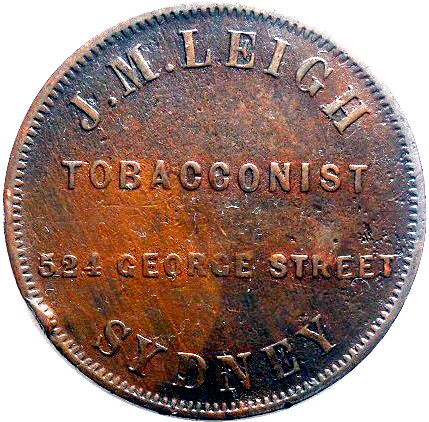 J.M.LEIGH
TOBACCONIST
524 GEORGE STREET
SYDNEY